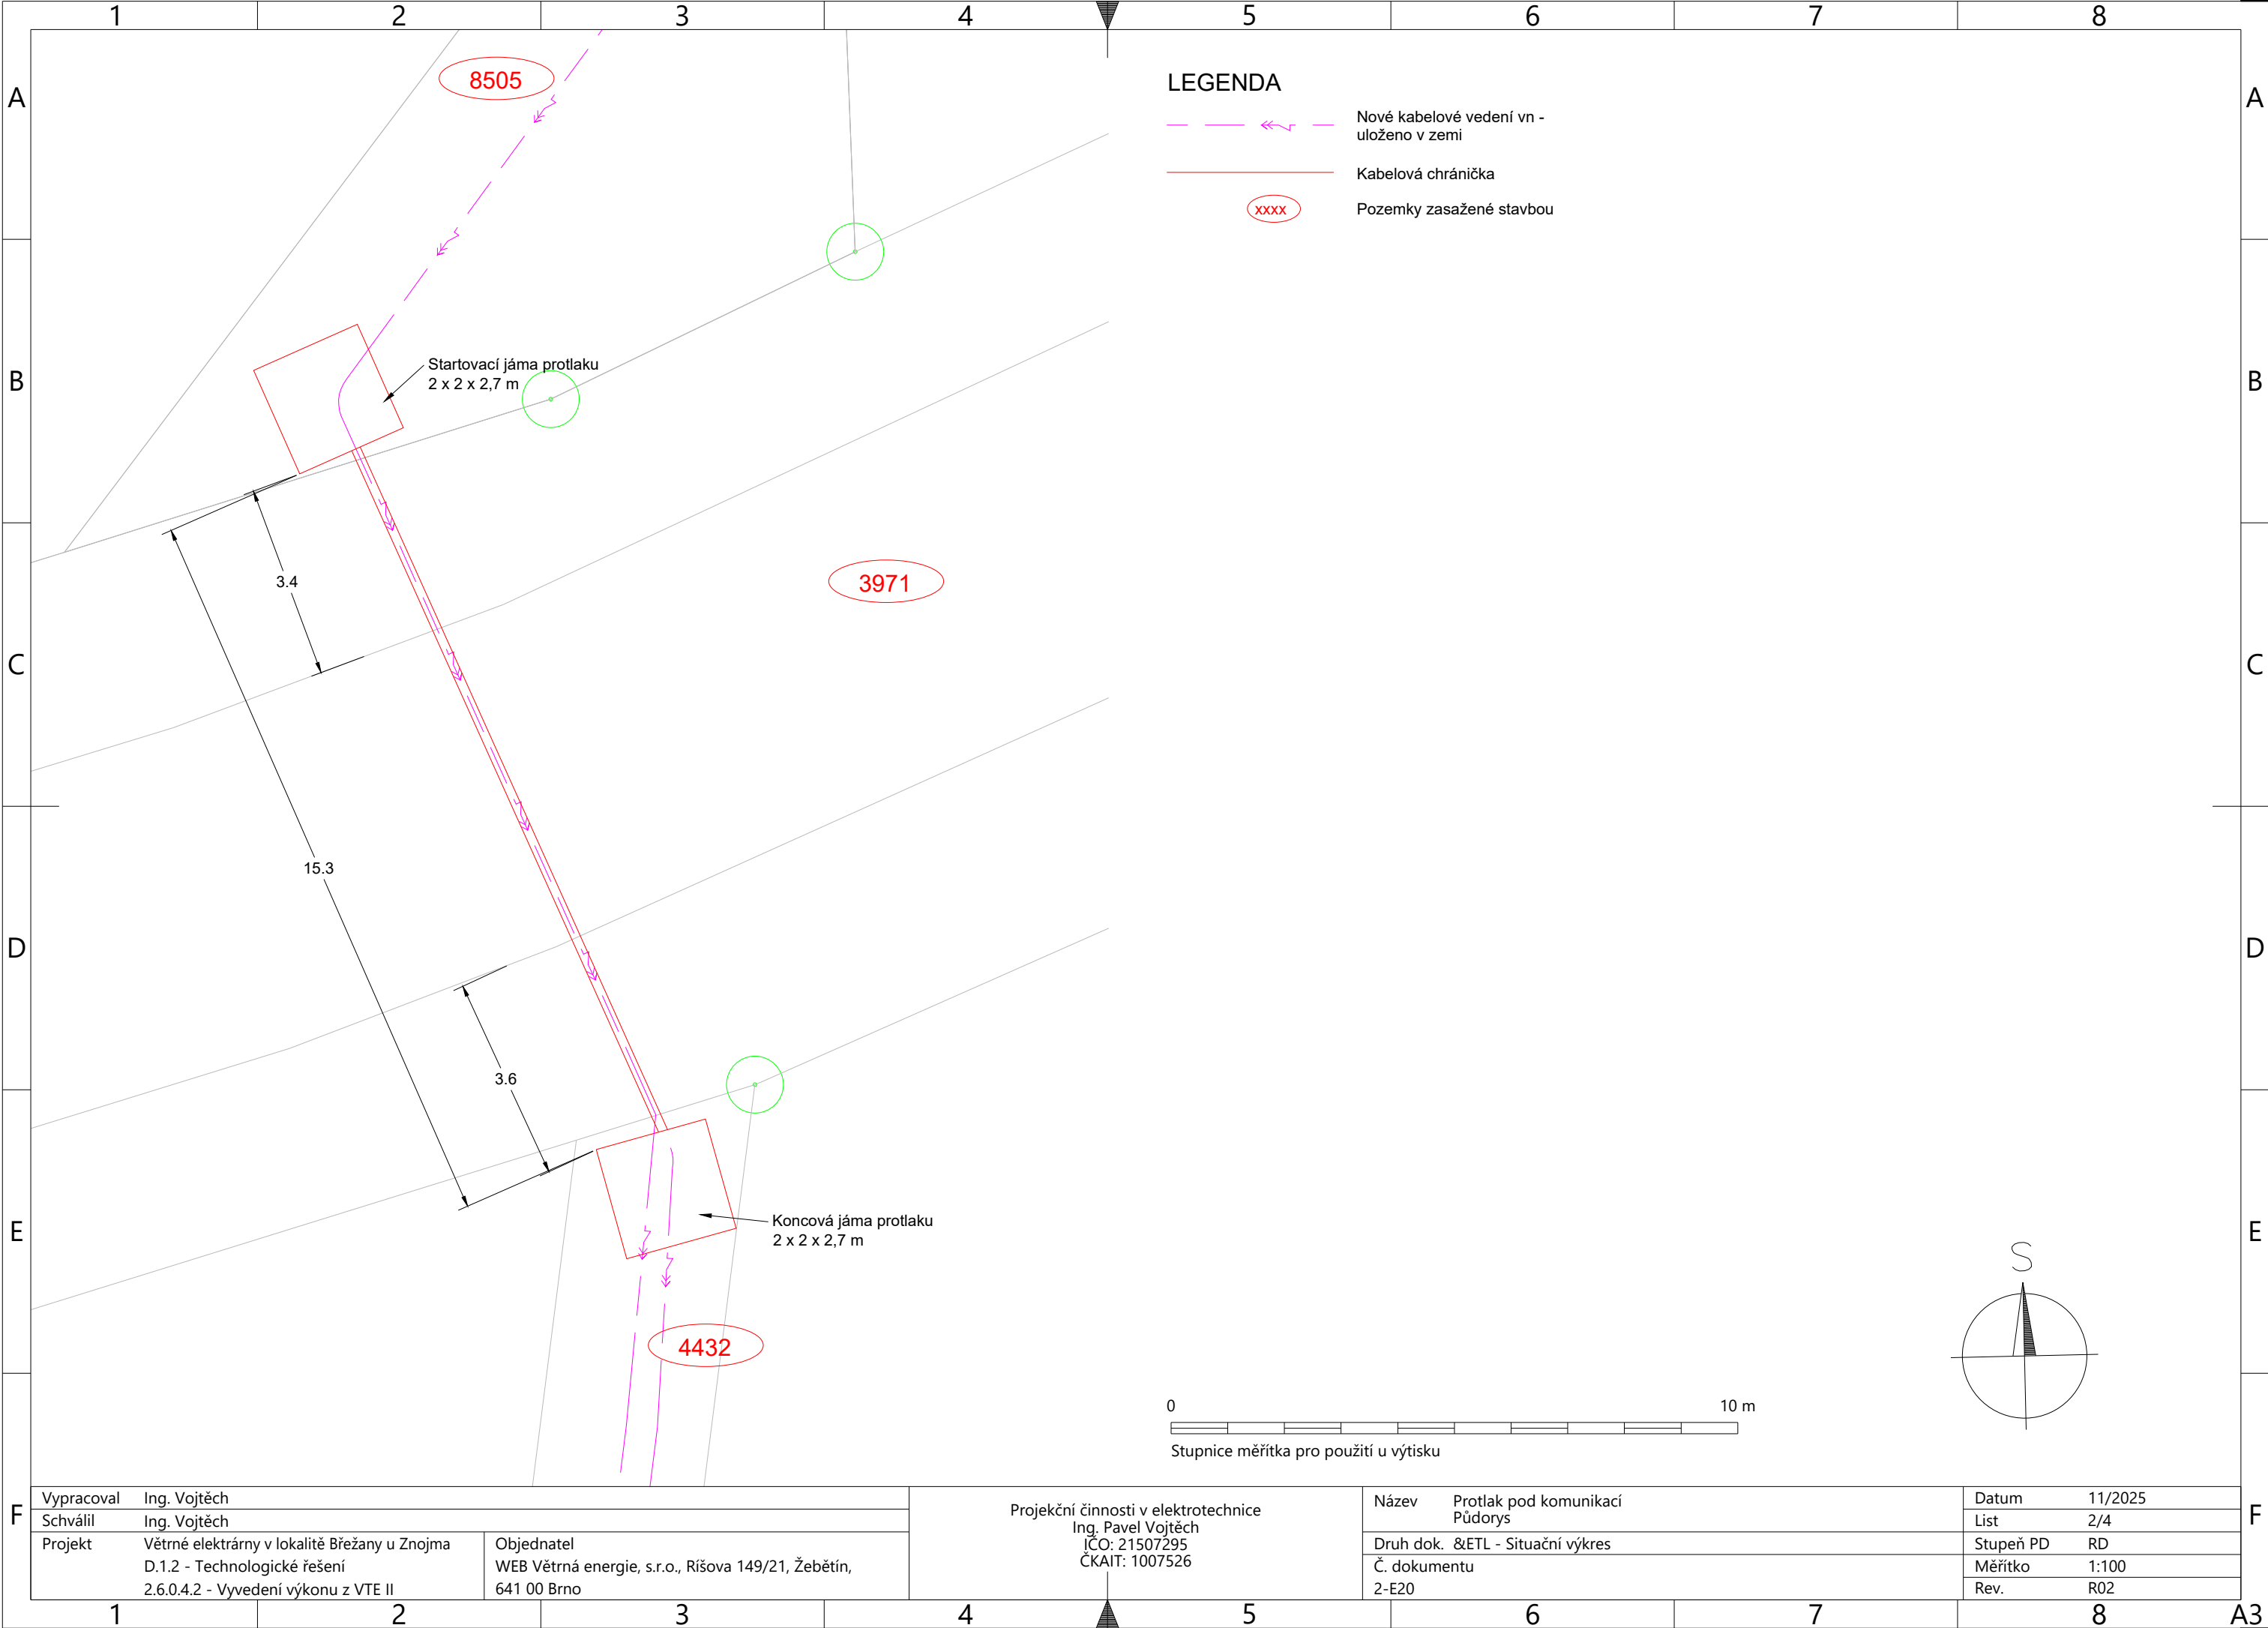 1 2 3 4 5 6 7 8
A A
B B
C C
D D
E E
F F
8505
Startovací jáma protlaku
2 x 2 x 2,7 m
3.4
3971
15.3
3.6
Koncová jáma protlaku
2 x 2 x 2,7 m
4432
LEGENDA
Nové kabelové vedení vn -
uloženo v zemi
Kabelová chránička
xxxx
Pozemky zasažené stavbou
S
0 10 m
Stupnice měřítka pro použití u výtisku
Vypracoval Ing. Vojtěch
Schválil Ing. Vojtěch
Projekt Větrné elektrárny v lokalitě Břežany u Znojma
D.1.2 - Technologické řešení
2.6.0.4.2 - Vyvedení výkonu z VTE II
Objednatel
WEB Větrná energie, s.r.o., Ríšova 149/21, Žebětín,
641 00 Brno
Projekční činnosti v elektrotechnice
Ing. Pavel Vojtěch
IČO: 21507295
ČKAIT: 1007526
Název Protlak pod komunikací
Půdorys
Druh dok. &ETL - Situační výkres
Č. dokumentu
2-E20
Datum 11/2025
List 2/4
Stupeň PD RD
Měřítko 1:100
Rev. R02
1 2 3 4 5 6 7 8 A3